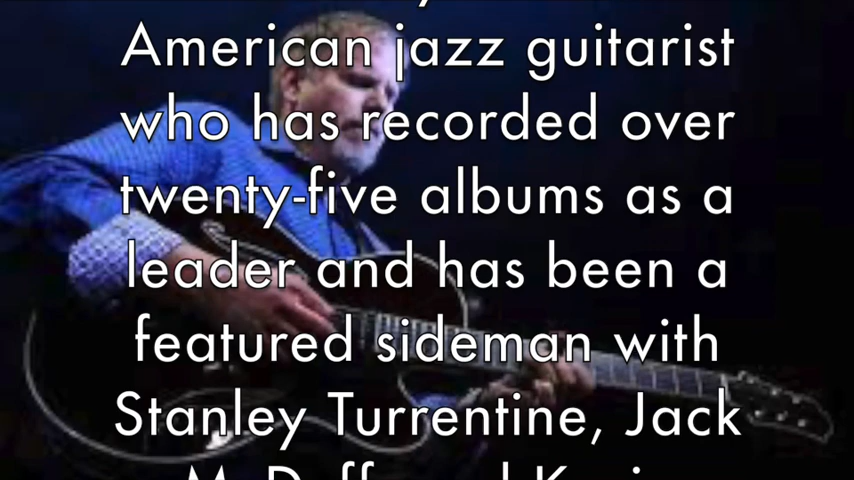 American jazz guitarist
who has recorded over
twenty-five albums as a
leader and has been a
featured sideman with
Stanley Turrentine, Jack